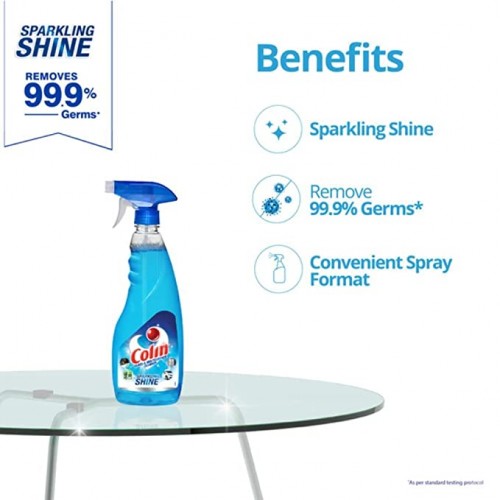 SPARKLING
SHINE
REMOVES
99.9%
Germs*
Benefits
Sparkling Shine
Remove
99.9% Germs*
Convenient Spray
Format
Colin
SHINE
*As per standard testing protocol